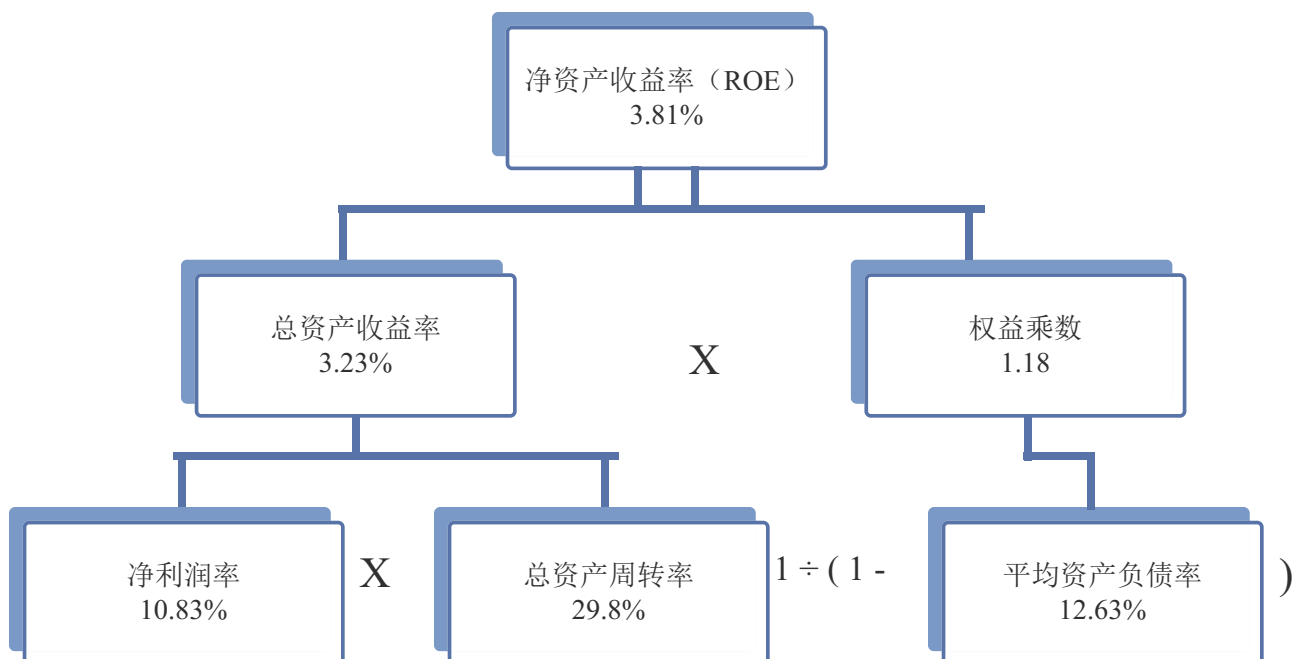 净资产收益率（ROE）
3.81%
总资产收益率
3.23%
X
权益乘数
1.18
净利润率
10.83%
X
总资产周转率
29.8%
1 ÷ ( 1 -
平均资产负债率
12.63%
)